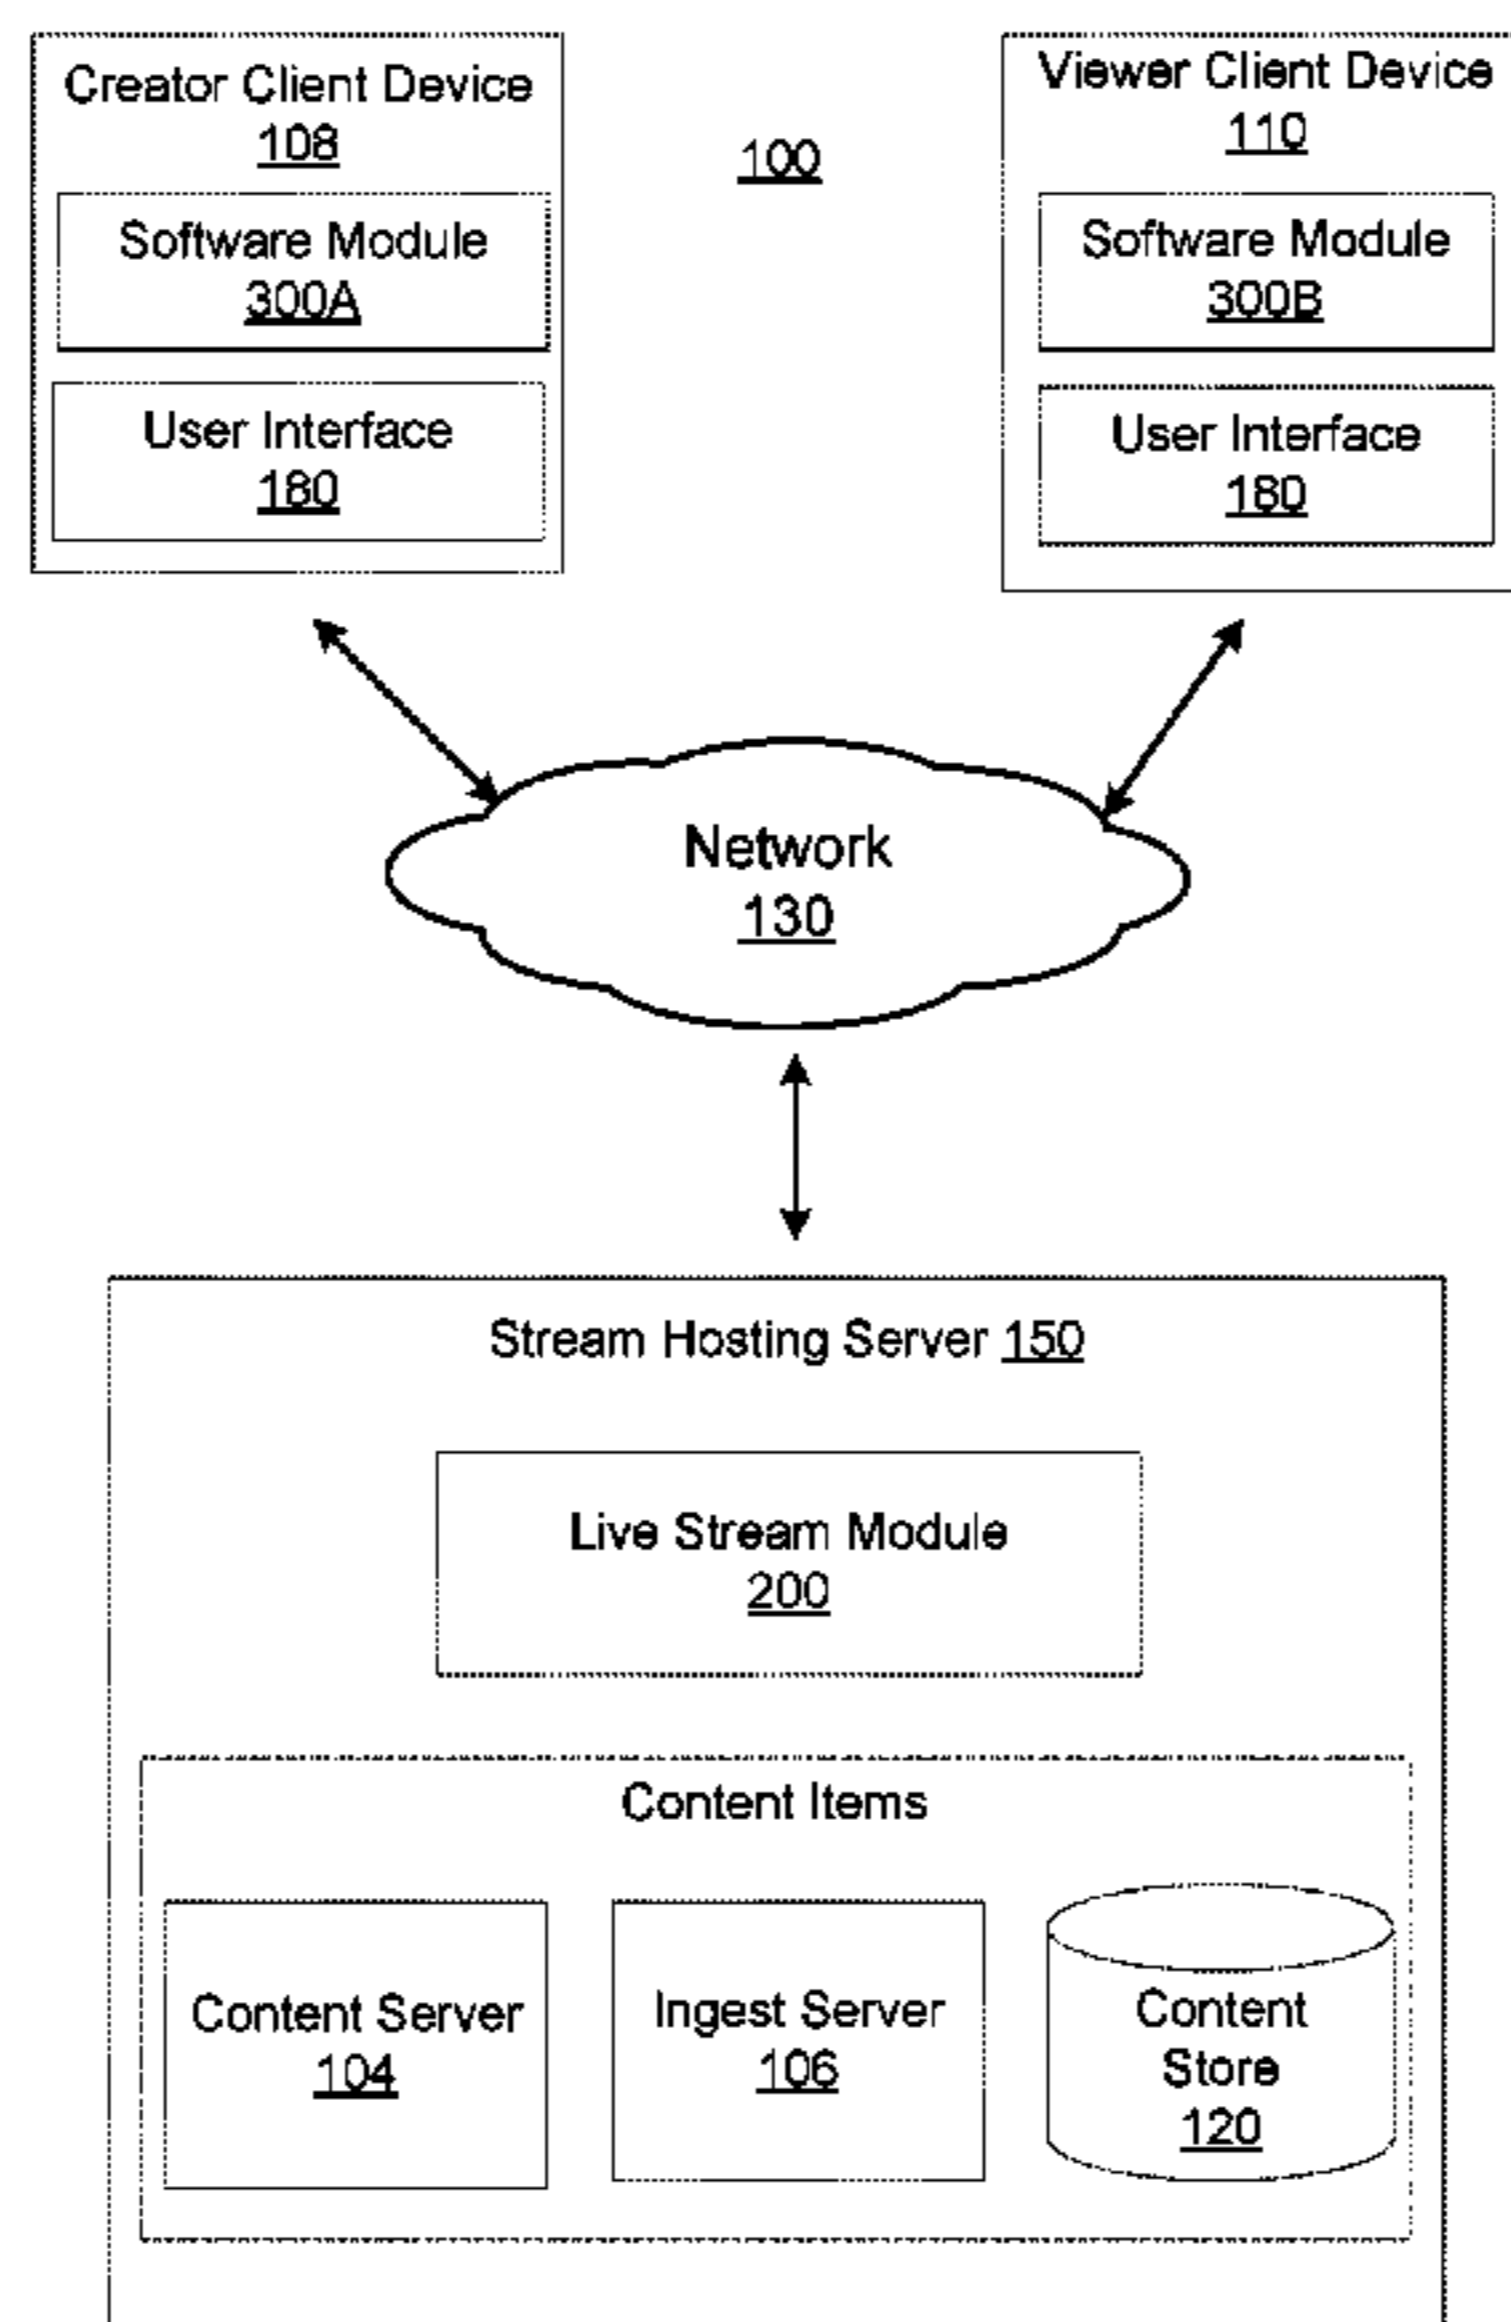 Creator Client Device
108
Software Module
300A
User Interface
180
100
Viewer Client Device
110
Software Module
300B
User Interface
180
Network
130
Stream Hosting Server 150
Live Stream Module
200
Content Items
Content Server
104
Ingest Server
106
Content
Store
120